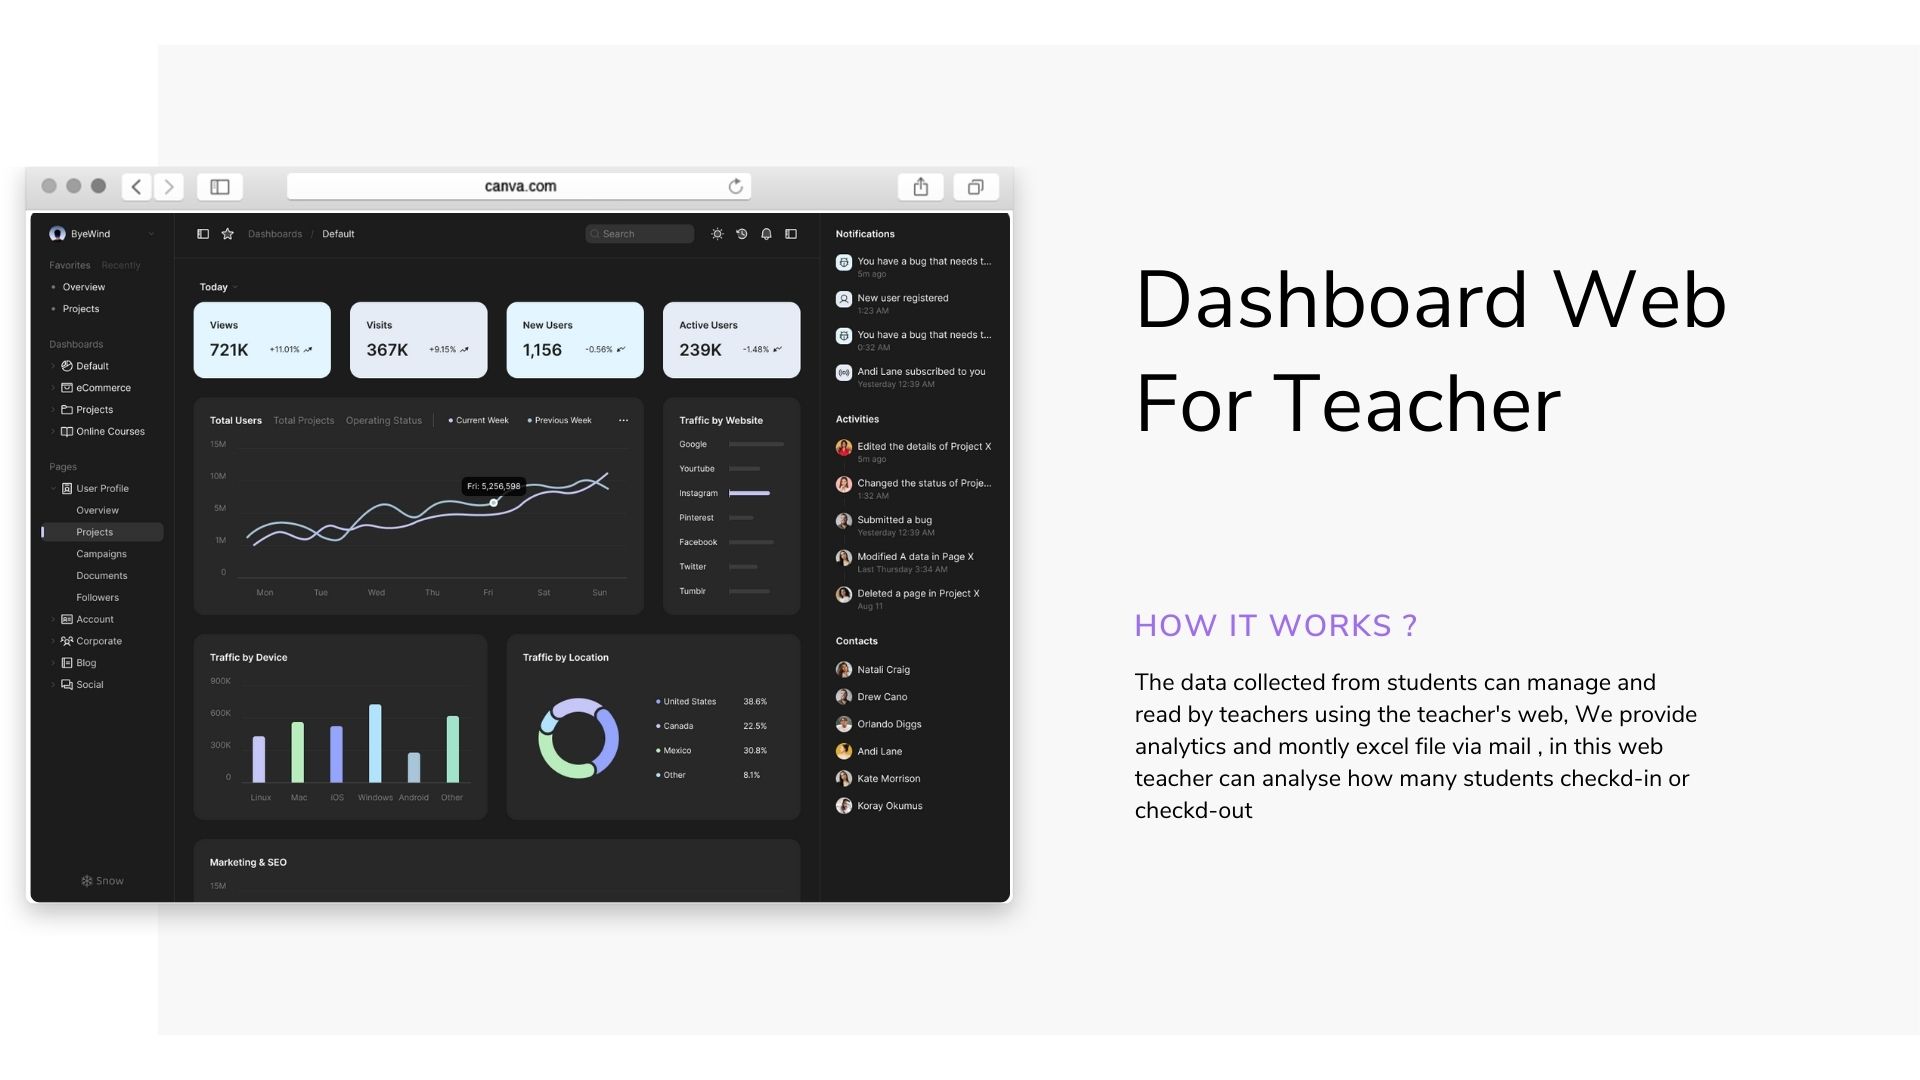 canva.com
ByeWind
Favorites Recently
Overview
Projects
Dashboards
Default
eCommerce
Projects
Online Courses
Pages
User Profile
Overview
Projects
Campaigns
Documents
Followers
Account
Corporate
Blog
Social
Snow
Dashboards / Default
Search
Today
Views
721K +11.01%
Visits
367K +9.15%
New Users
1,156 -0.56%
Active Users
239K -1.48%
Total Users Total Projects Operating Status Current Week Previous Week
15M
10M
5M
1M
0
Fri: 5,256,598
Mon Tue Wed Thu Fri Sat Sun
Traffic by Website
Google
Yourtube
Instagram
Pinterest
Facebook
Twitter
Tumblr
Traffic by Device
900K
600K
300K
0
Linux Mac iOS Windows Android Other
Traffic by Location
United States 38.6%
Canada 22.5%
Mexico 30.8%
Other 8.1%
Marketing & SEO
15M
Notifications
You have a bug that needs t...
5m ago
New user registered
1:23 AM
You have a bug that needs t...
0:32 AM
Andi Lane subscribed to you
Yesterday 12:39 AM
Activities
Edited the details of Project X
5m ago
Changed the status of Proje...
1:32 AM
Submitted a bug
Yesterday 12:39 AM
Modified A data in Page X
Last Thursday 3:34 AM
Deleted a page in Project X
Aug 11
Contacts
Natali Craig
Drew Cano
Orlando Diggs
Andi Lane
Kate Morrison
Koray Okumus
Dashboard Web
For Teacher
HOW IT WORKS ?
The data collected from students can manage and
read by teachers using the teacher's web, We provide
analytics and montly excel file via mail , in this web
teacher can analyse how many students checkd-in or
checkd-out